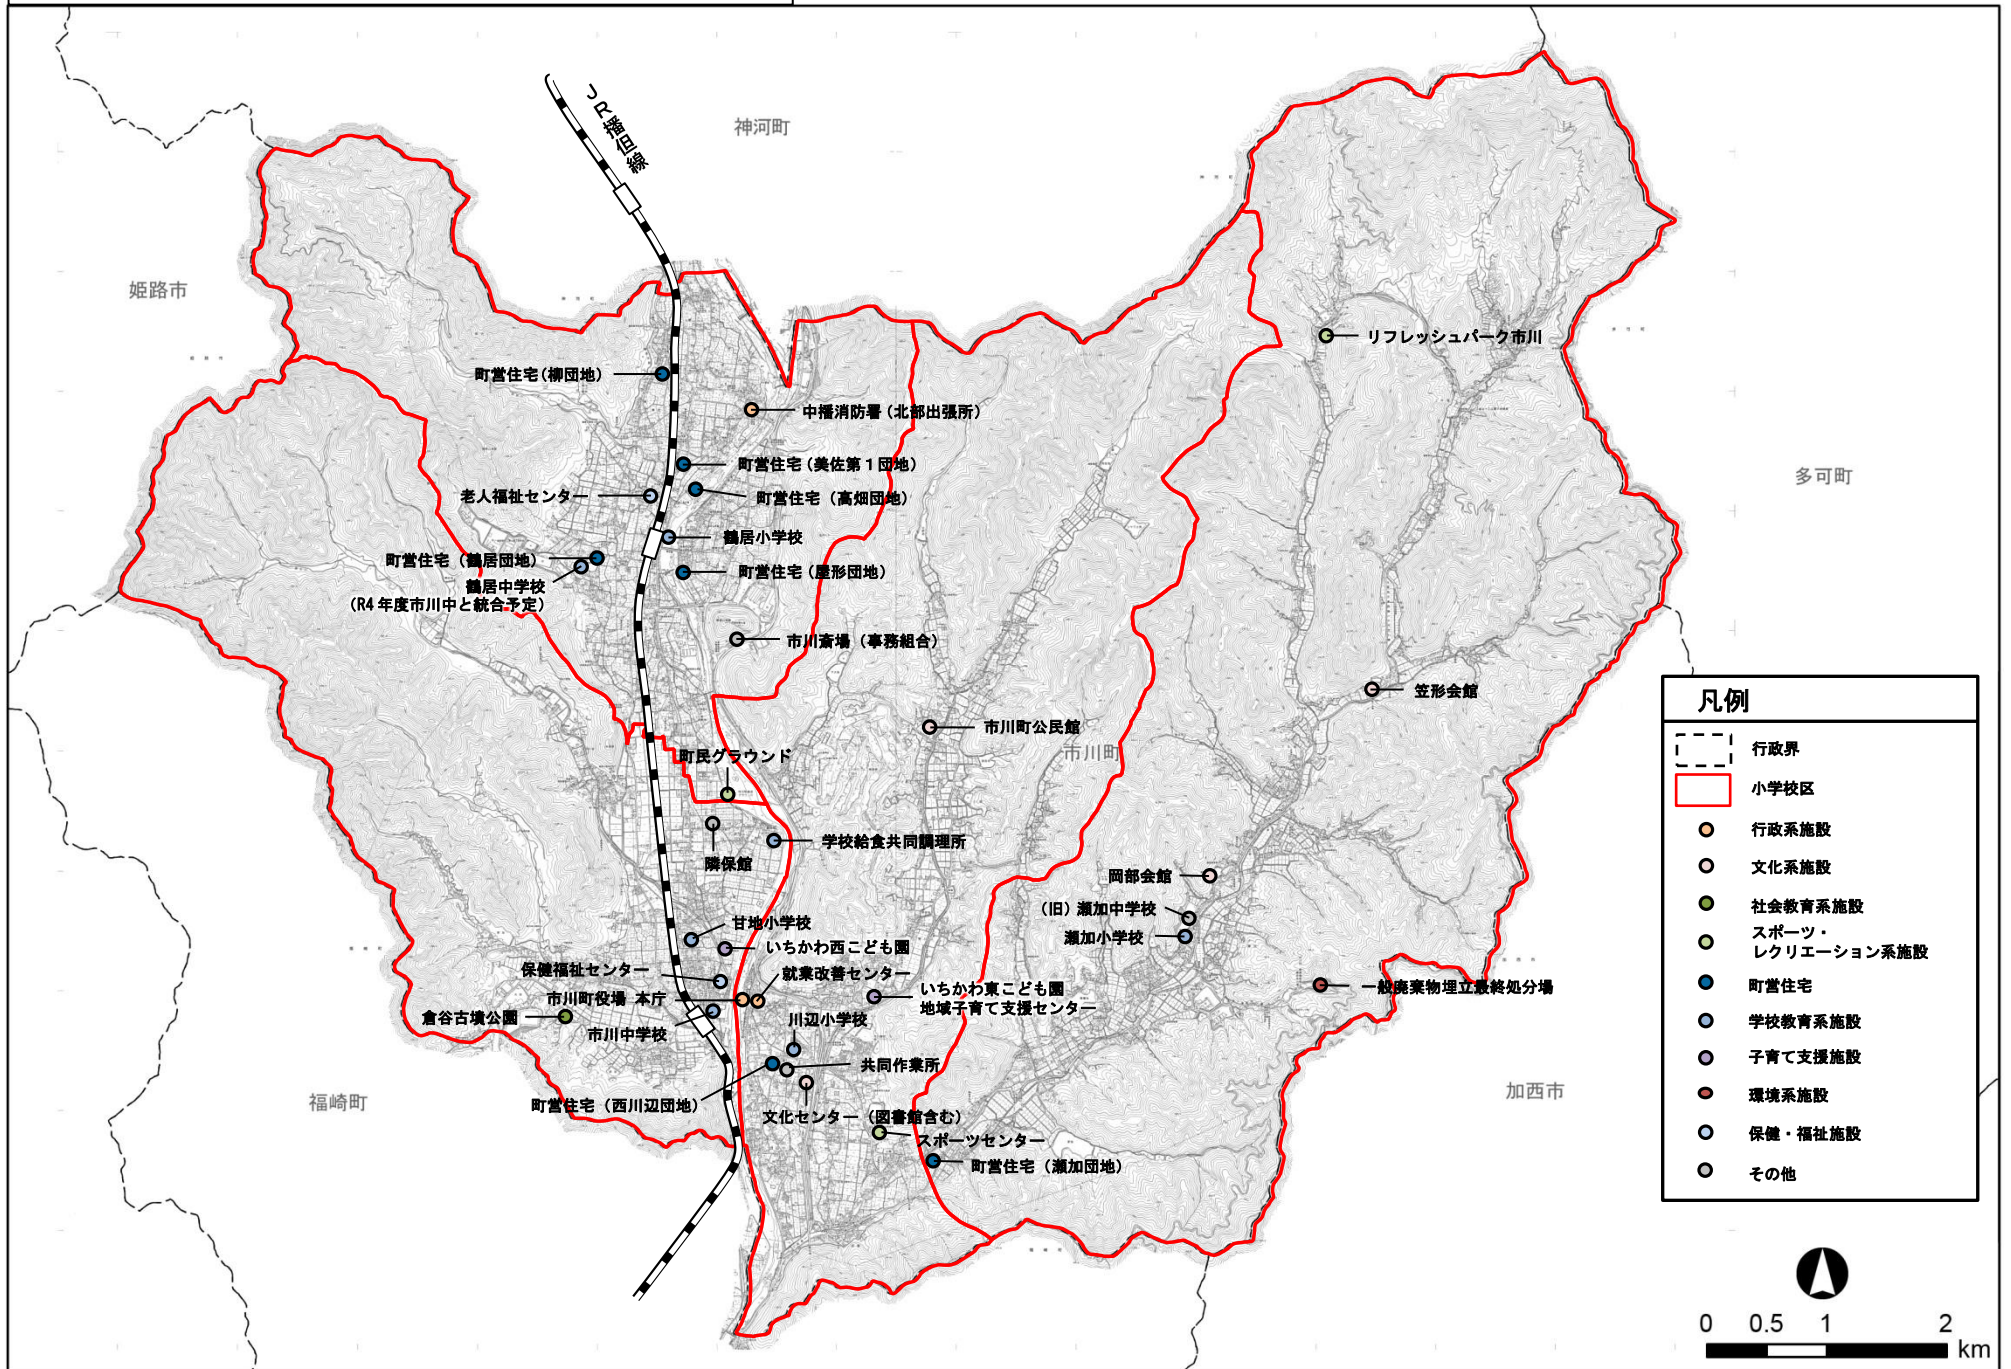 JR播但線
神河町
姫路市
リフレッシュパーク市川
町営住宅(柳団地)
中播消防署(北部出張所)
町営住宅(美佐第1団地)
多可町
老人福祉センター
町営住宅(高畑団地)
鶴居小学校
町営住宅(鶴居団地)
町営住宅(屋形団地)
鶴居中学校
(R4年度市川中と統合予定)
市川斎場(事務組合)
笠形会館
市川町公民館
市川町
町民グラウンド
学校給食共同調理所
隣保館
岡部会館
(旧)瀬加中学校
甘地小学校
瀬加小学校
いちかわ西こども園
保健福祉センター
就業改善センター
一般廃棄物埋立最終処分場
市川町役場 本庁
いちかわ東こども園
地域子育て支援センター
倉谷古墳公園
川辺小学校
市川中学校
共同作業所
加西市
福崎町
町営住宅(西川辺団地)
文化センター(図書館含む)
スポーツセンター
町営住宅(瀬加団地)
凡例
行政界
小学校区
行政系施設
文化系施設
社会教育系施設
スポーツ・
レクリエーション系施設
町営住宅
学校教育系施設
子育て支援施設
環境系施設
保健・福祉施設
その他
0 0.5 1 2
km